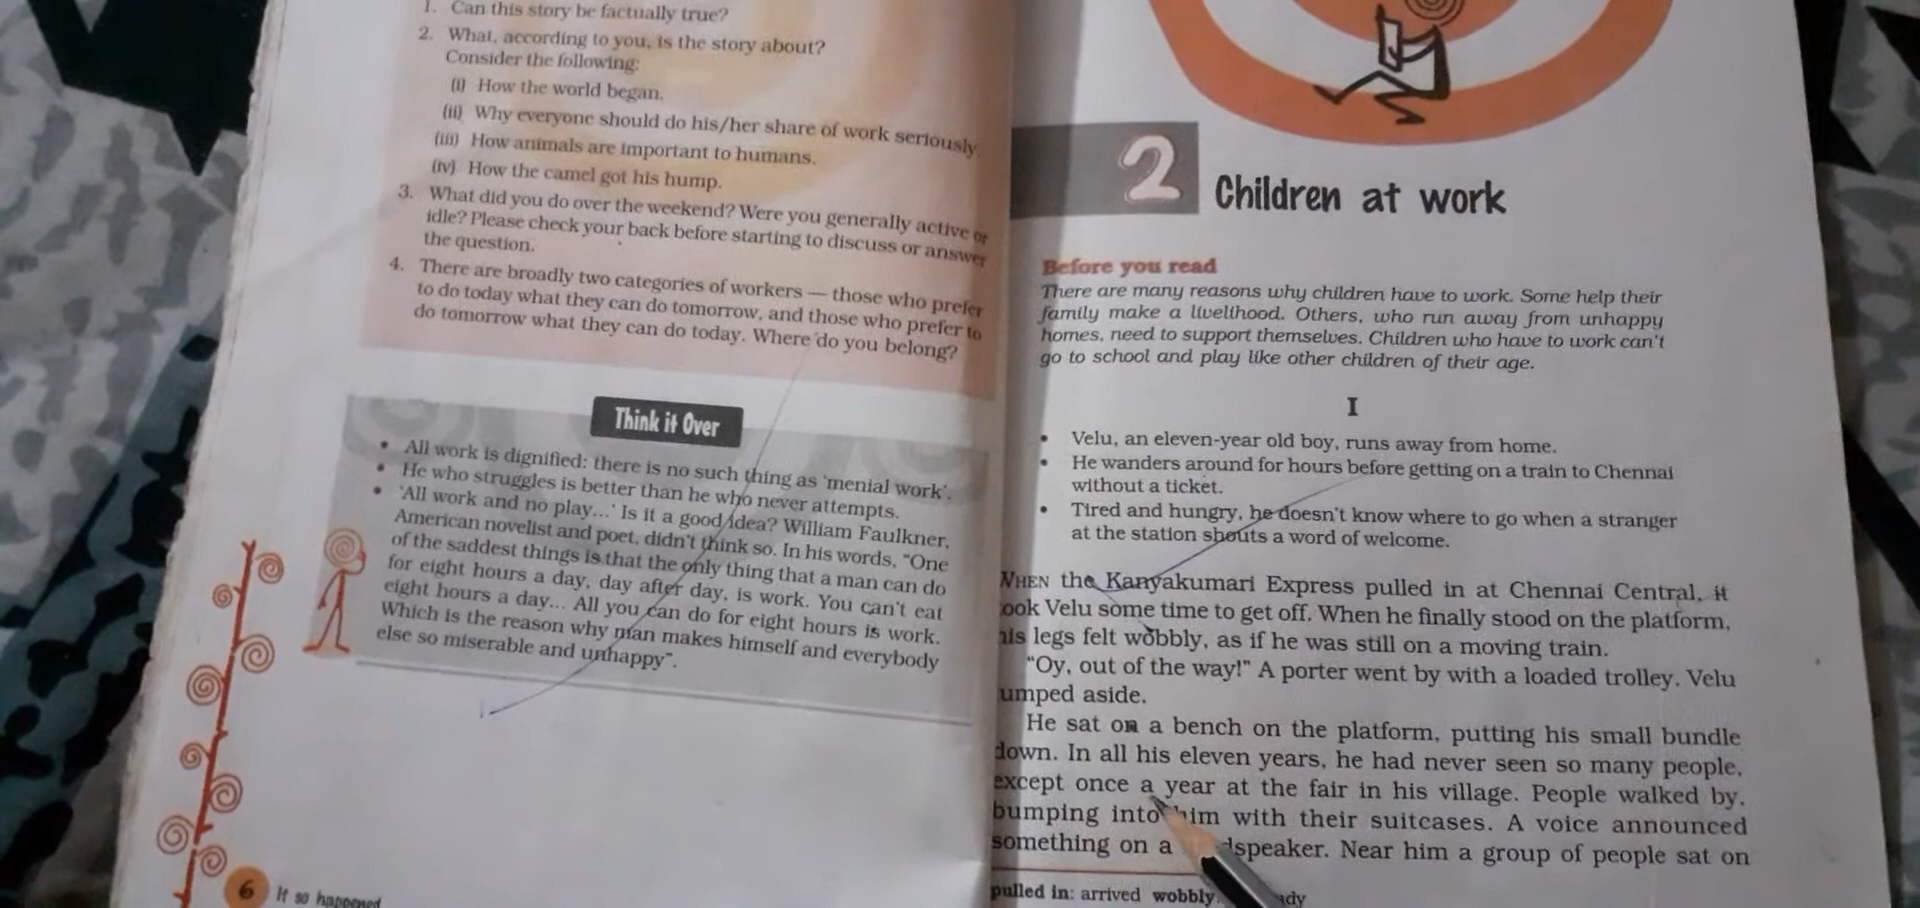 1. Can this story be factually true?
2. What, according to you, is the story about?
Consider the following:
(i) How the world began.
(ii) Why everyone should do his/her share of work seriously.
(iii) How animals are important to humans.
(iv) How the camel got his hump.
3. What did you do over the weekend? Were you generally active or
idle? Please check your back before starting to discuss or answer
the question.
4. There are broadly two categories of workers — those who prefer
to do today what they can do tomorrow, and those who prefer to
do tomorrow what they can do today. Where do you belong?
Think it Over
• All work is dignified: there is no such thing as 'menial work'.
• He who struggles is better than he who never attempts.
• 'All work and no play...' Is it a good idea? William Faulkner,
American novelist and poet, didn't think so. In his words, "One
of the saddest things is that the only thing that a man can do
for eight hours a day, day after day, is work. You can't eat
eight hours a day... All you can do for eight hours is work.
Which is the reason why man makes himself and everybody
else so miserable and unhappy".
6 It so happened
2 Children at work
Before you read
There are many reasons why children have to work. Some help their
family make a livelihood. Others, who run away from unhappy
homes, need to support themselves. Children who have to work can't
go to school and play like other children of their age.
I
• Velu, an eleven-year old boy, runs away from home.
• He wanders around for hours before getting on a train to Chennai
without a ticket.
• Tired and hungry, he doesn't know where to go when a stranger
at the station shouts a word of welcome.
WHEN the Kanyakumari Express pulled in at Chennai Central, it
ook Velu some time to get off. When he finally stood on the platform,
his legs felt wobbly, as if he was still on a moving train.
"Oy, out of the way!" A porter went by with a loaded trolley. Velu
umped aside.
He sat on a bench on the platform, putting his small bundle
down. In all his eleven years, he had never seen so many people,
except once a year at the fair in his village. People walked by,
bumping into him with their suitcases. A voice announced
something on a dspeaker. Near him a group of people sat on
pulled in: arrived wobbly: ady